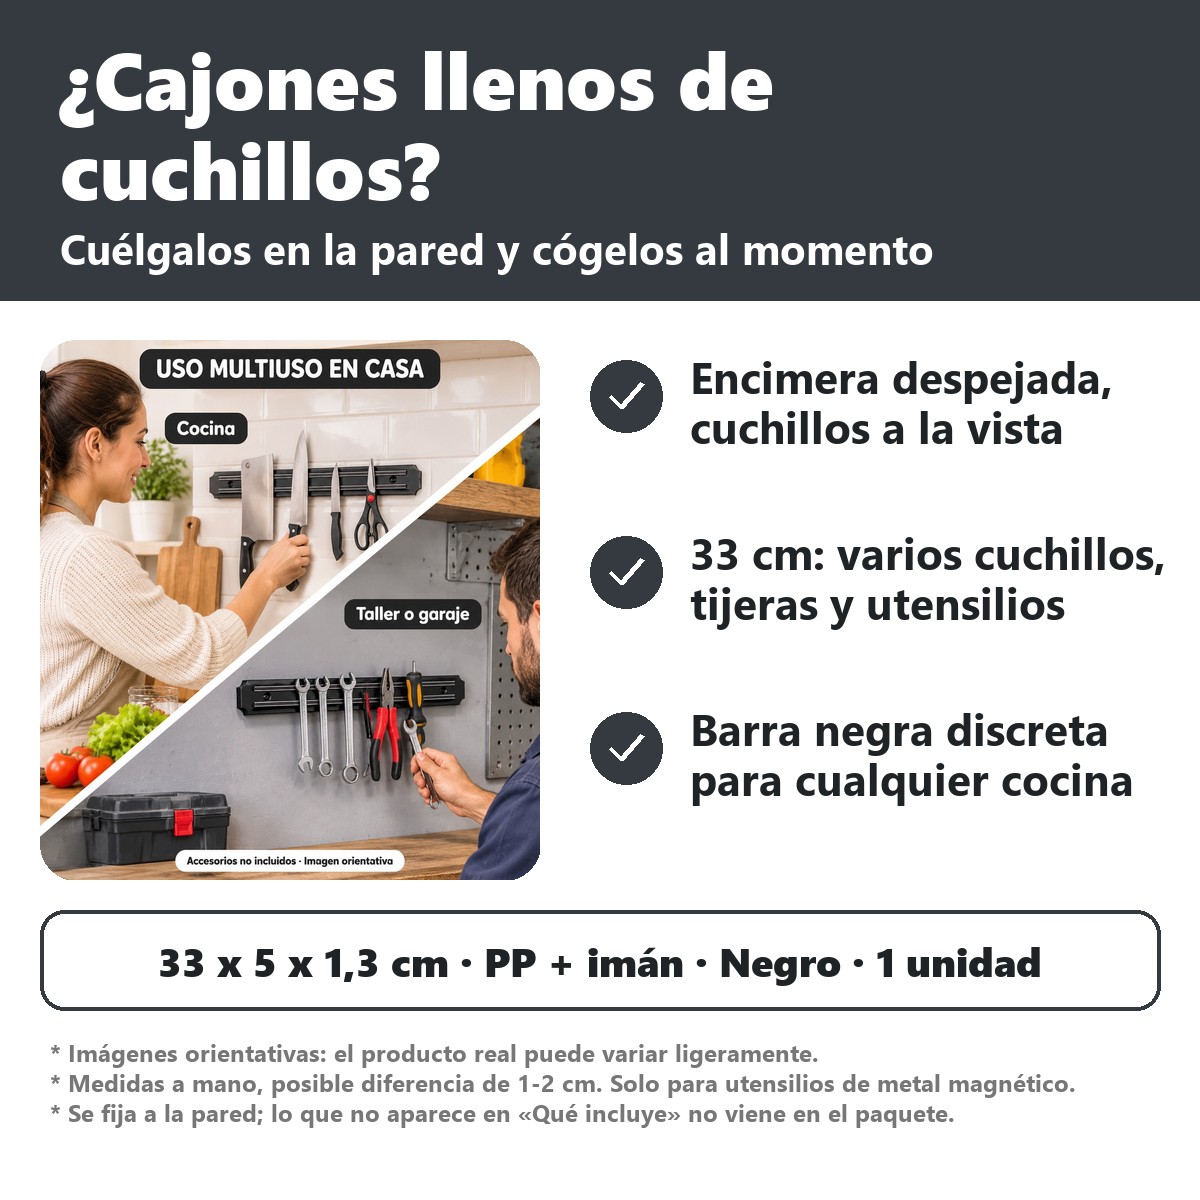 ¿Cajones llenos de
cuchillos?
Cuélgalos en la pared y cógelos al momento
USO MULTIUSO EN CASA
Cocina
Taller o garaje
Accesorios no incluidos · Imagen orientativa
Encimera despejada,
cuchillos a la vista
33 cm: varios cuchillos,
tijeras y utensilios
Barra negra discreta
para cualquier cocina
33 x 5 x 1,3 cm · PP + imán · Negro · 1 unidad
* Imágenes orientativas: el producto real puede variar ligeramente.
* Medidas a mano, posible diferencia de 1-2 cm. Solo para utensilios de metal magnético.
* Se fija a la pared; lo que no aparece en «Qué incluye» no viene en el paquete.